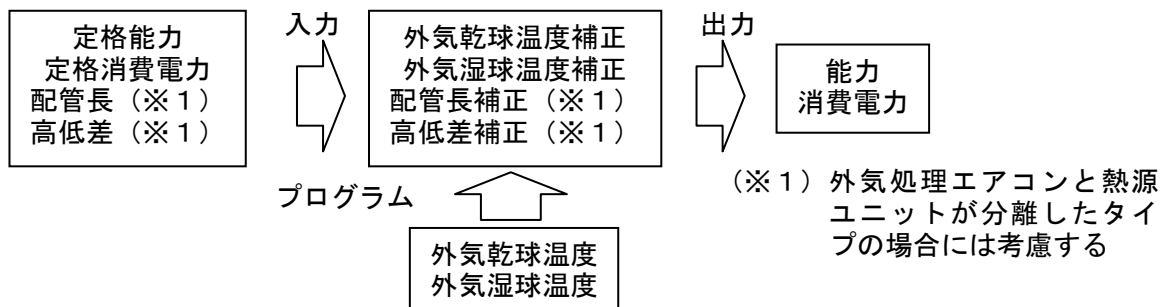 定格能力
定格消費電力
配管長（※１）
高低差（※１）
入力
外気乾球温度補正
外気湿球温度補正
配管長補正（※１）
高低差補正（※１）
出力
能力
消費電力
プログラム
外気乾球温度
外気湿球温度
（※１）外気処理エアコンと熱源
ユニットが分離したタイ
プの場合には考慮する